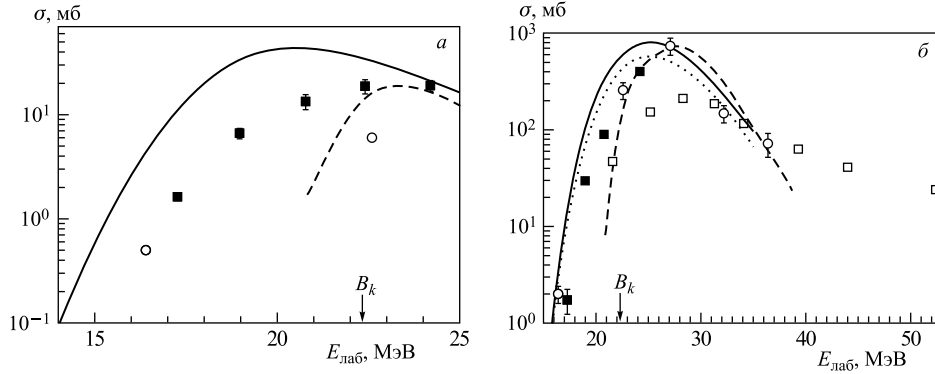 σ, мб
а
10¹
10⁰
10⁻¹
B_k
15 20 25
E_лаб, МэВ
σ, мб
б
10³
10²
10¹
10⁰
B_k
20 30 40 50
E_лаб, МэВ